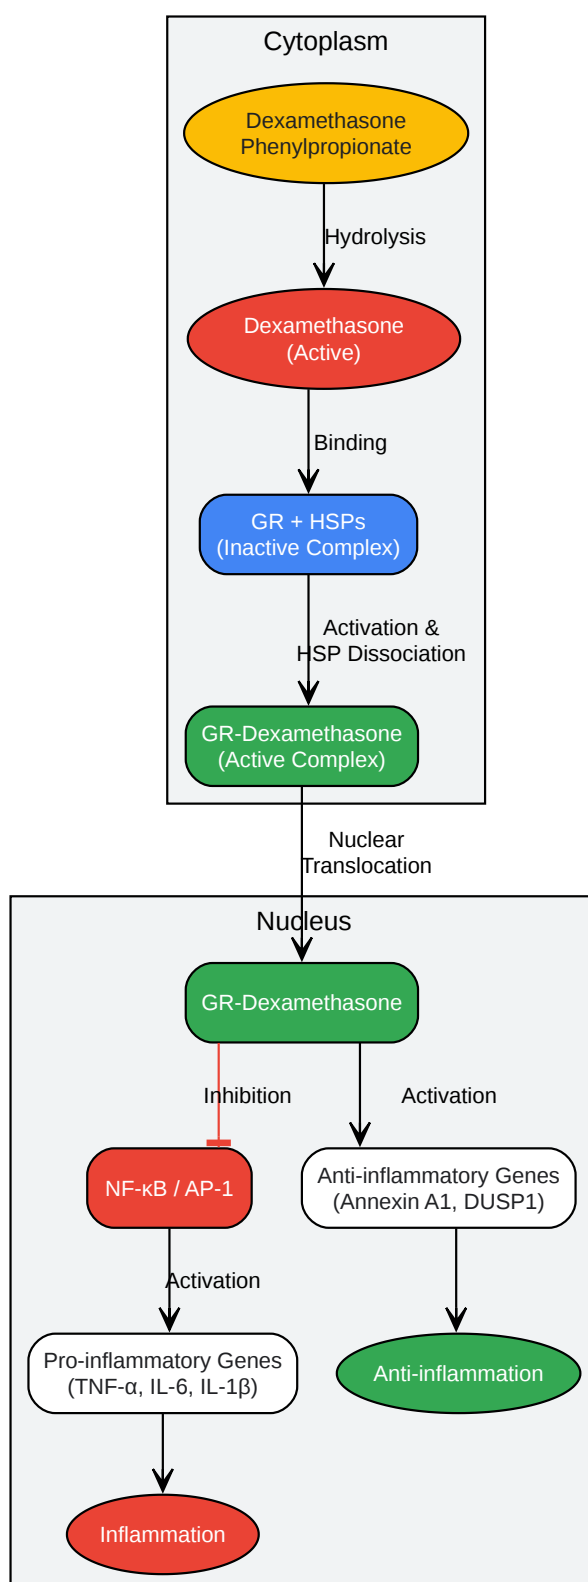 Cytoplasm
Dexamethasone
Phenylpropionate
Hydrolysis
Dexamethasone
(Active)
Binding
GR + HSPs
(Inactive Complex)
Activation &
HSP Dissociation
GR-Dexamethasone
(Active Complex)
Nuclear
Translocation
Nucleus
GR-Dexamethasone
Inhibition
Activation
NF-κB / AP-1
Anti-inflammatory Genes
(Annexin A1, DUSP1)
Activation
Pro-inflammatory Genes
(TNF-α, IL-6, IL-1β)
Anti-inflammation
Inflammation